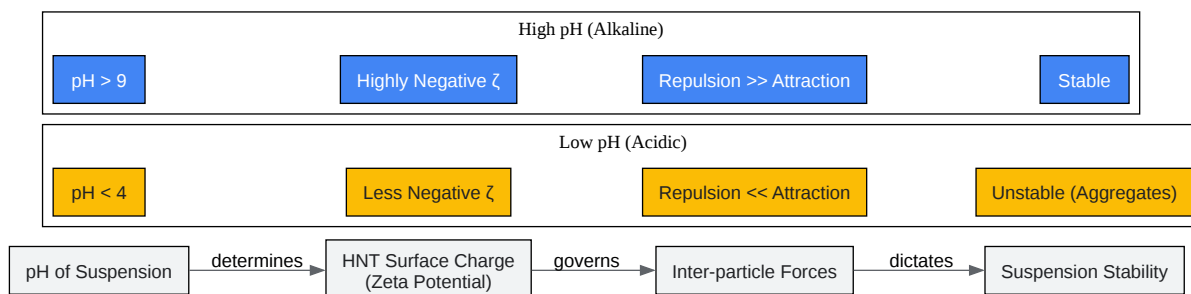 High pH (Alkaline)
pH > 9
Highly Negative ζ
Repulsion >> Attraction
Stable
Low pH (Acidic)
pH < 4
Less Negative ζ
Repulsion << Attraction
Unstable (Aggregates)
pH of Suspension
determines
HNT Surface Charge
(Zeta Potential)
governs
Inter-particle Forces
dictates
Suspension Stability